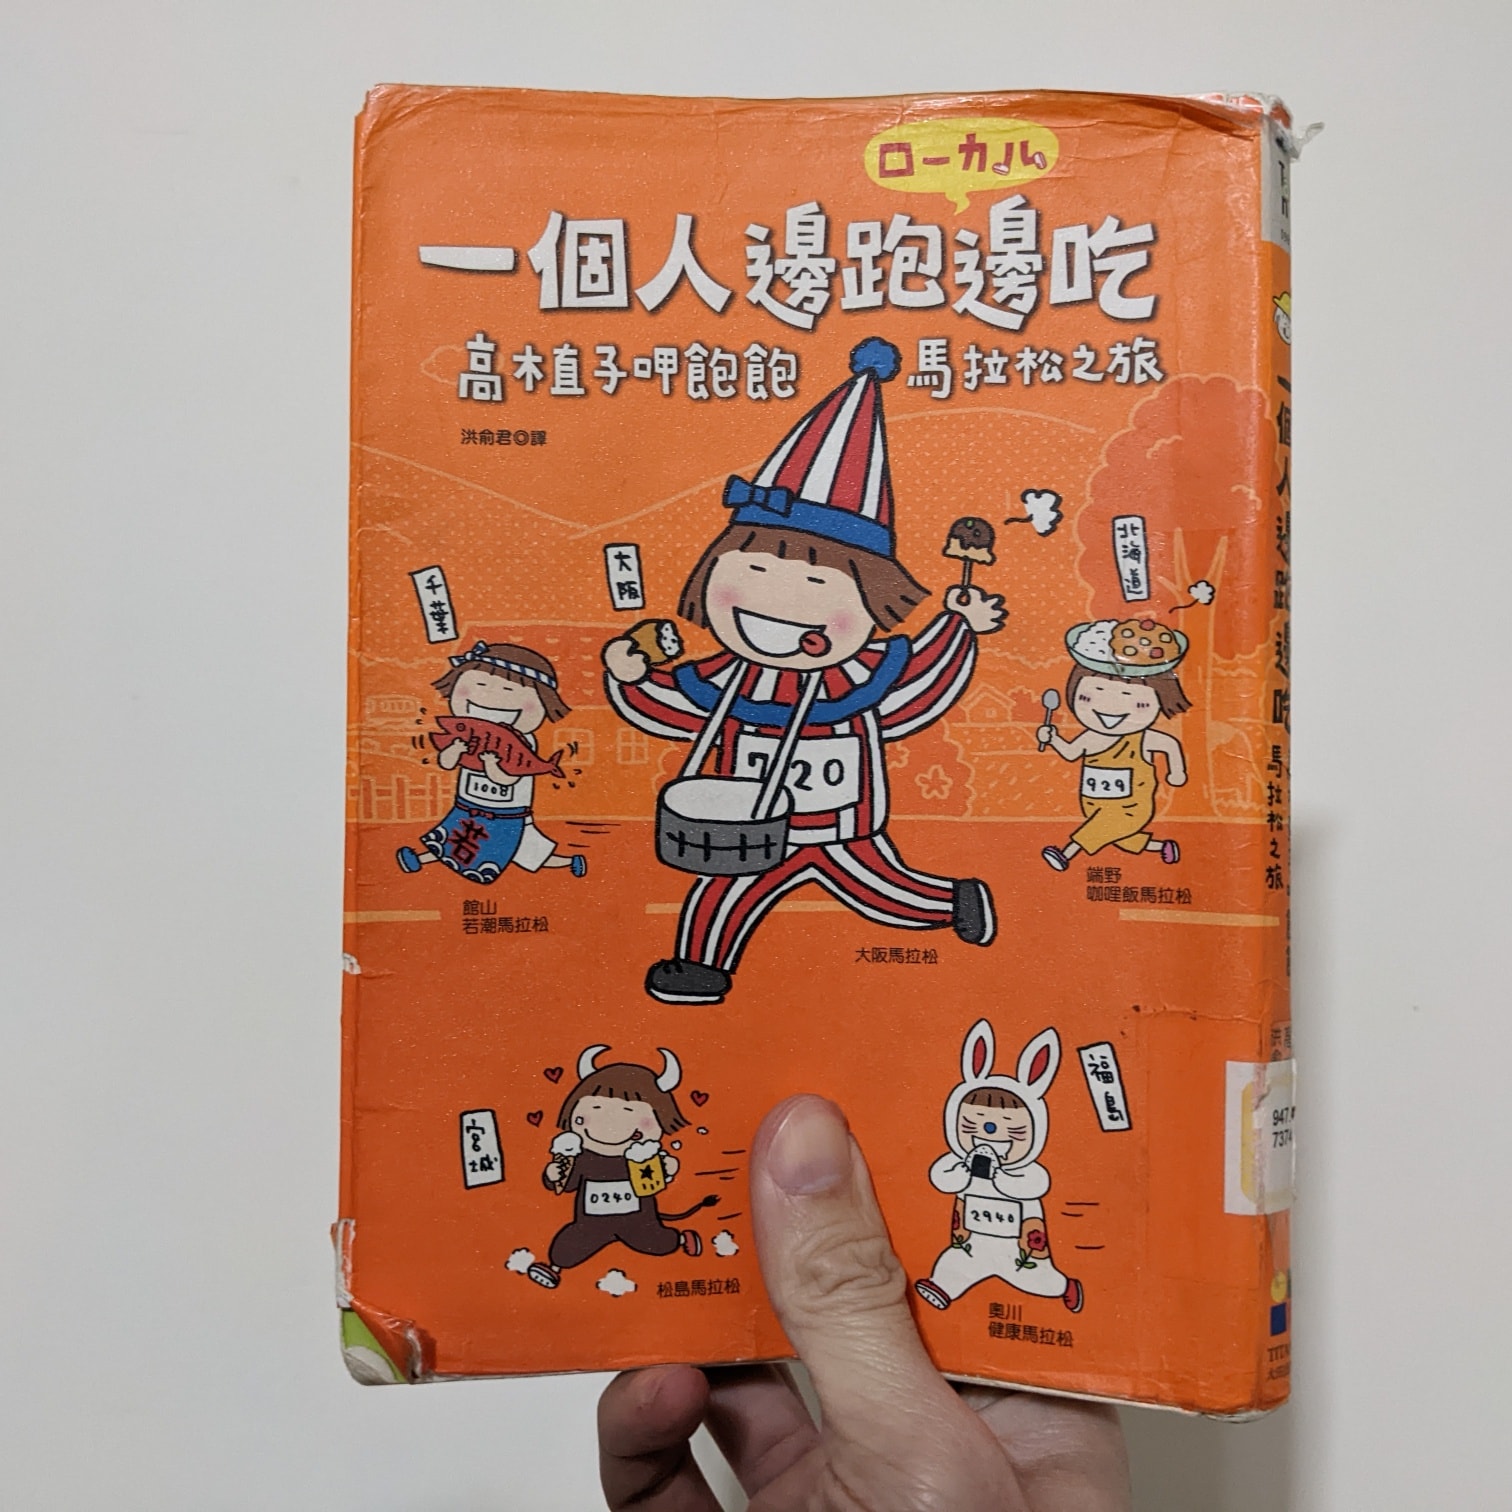 ローカル
一個人邊跑邊吃
高木直子呷飽飽 馬拉松之旅
洪俞君◎譯
千葉
大阪
北海道
1008
若
館山
若潮馬拉松
720
大阪馬拉松
929
端野
咖哩飯馬拉松
宮城
0240
松島馬拉松
福島
2940
奧川
健康馬拉松
一個人邊跑邊吃
馬拉松之旅
947
7374